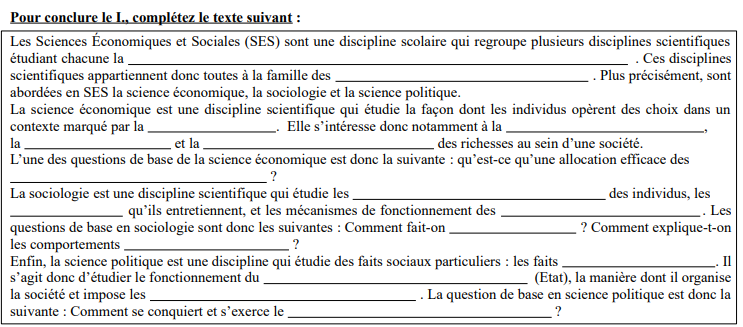 Pour conclure le I., complétez le texte suivant :
Les Sciences Économiques et Sociales (SES) sont une discipline scolaire qui regroupe plusieurs disciplines scientifiques
étudiant chacune la ______________________________ . Ces disciplines
scientifiques appartiennent donc toutes à la famille des ______________________________ . Plus précisément, sont
abordées en SES la science économique, la sociologie et la science politique.
La science économique est une discipline scientifique qui étudie la façon dont les individus opèrent des choix dans un
contexte marqué par la ________________. Elle s'intéresse donc notamment à la ________________________,
la __________________ et la ____________________________ des richesses au sein d'une société.
L'une des questions de base de la science économique est donc la suivante : qu'est-ce qu'une allocation efficace des
______________________________ ?
La sociologie est une discipline scientifique qui étudie les ______________________________ des individus, les
______________ qu'ils entretiennent, et les mécanismes de fonctionnement des ________________________ . Les
questions de base en sociologie sont donc les suivantes : Comment fait-on ________________ ? Comment explique-t-on
les comportements ____________________ ?
Enfin, la science politique est une discipline qui étudie des faits sociaux particuliers : les faits ________________. Il
s'agit donc d'étudier le fonctionnement du ______________________________ (Etat), la manière dont il organise
la société et impose les ______________________________ . La question de base en science politique est donc la
suivante : Comment se conquiert et s'exerce le ______________________________ ?